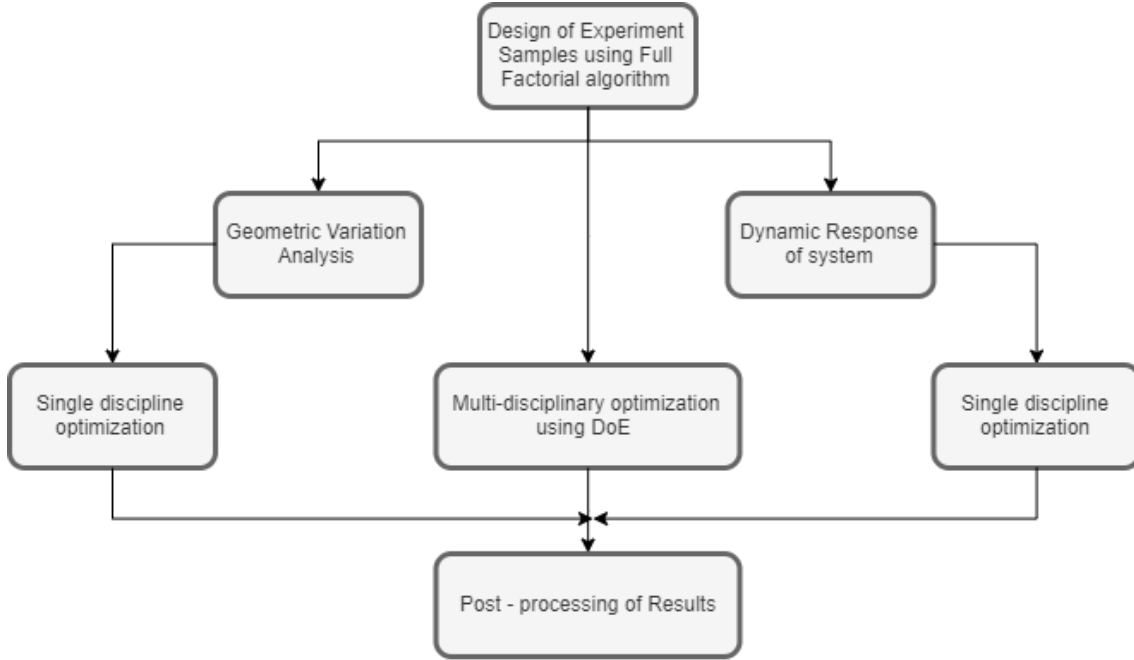 Design of Experiment
Samples using Full
Factorial algorithm
Geometric Variation
Analysis
Dynamic Response
of system
Single discipline
optimization
Multi-disciplinary optimization
using DoE
Single discipline
optimization
Post - processing of Results